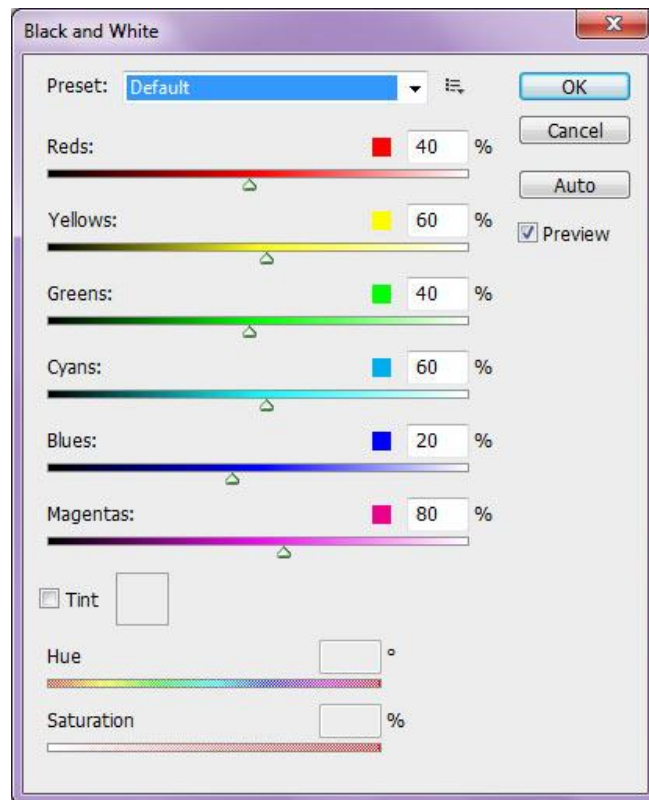 Black and White
Preset: Default
OK
Cancel
Auto
Preview
Reds: 40 %
Yellows: 60 %
Greens: 40 %
Cyans: 60 %
Blues: 20 %
Magentas: 80 %
Tint
Hue °
Saturation %